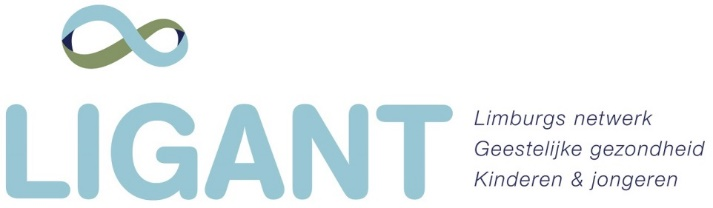 LIGANT
Limburgs netwerk
Geestelijke gezondheid
Kinderen & jongeren